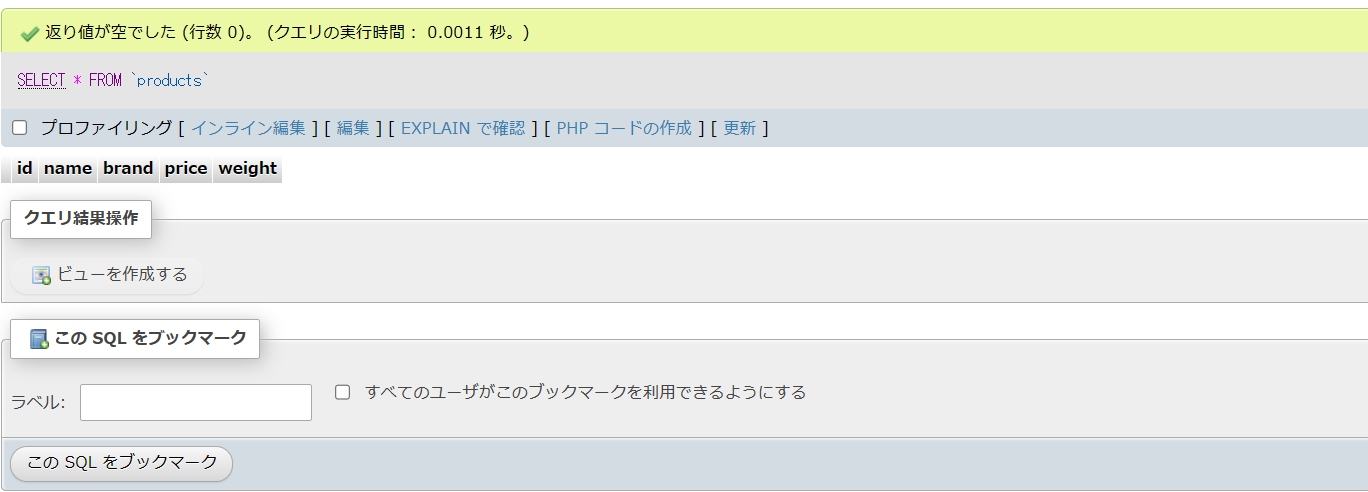 返り値が空でした (行数 0)。 (クエリの実行時間： 0.0011 秒。)
SELECT * FROM `products`
プロファイリング [ インライン編集 ] [ 編集 ] [ EXPLAIN で確認 ] [ PHP コードの作成 ] [ 更新 ]
id name brand price weight
クエリ結果操作
ビューを作成する
この SQL をブックマーク
ラベル: すべてのユーザがこのブックマークを利用できるようにする
この SQL をブックマーク